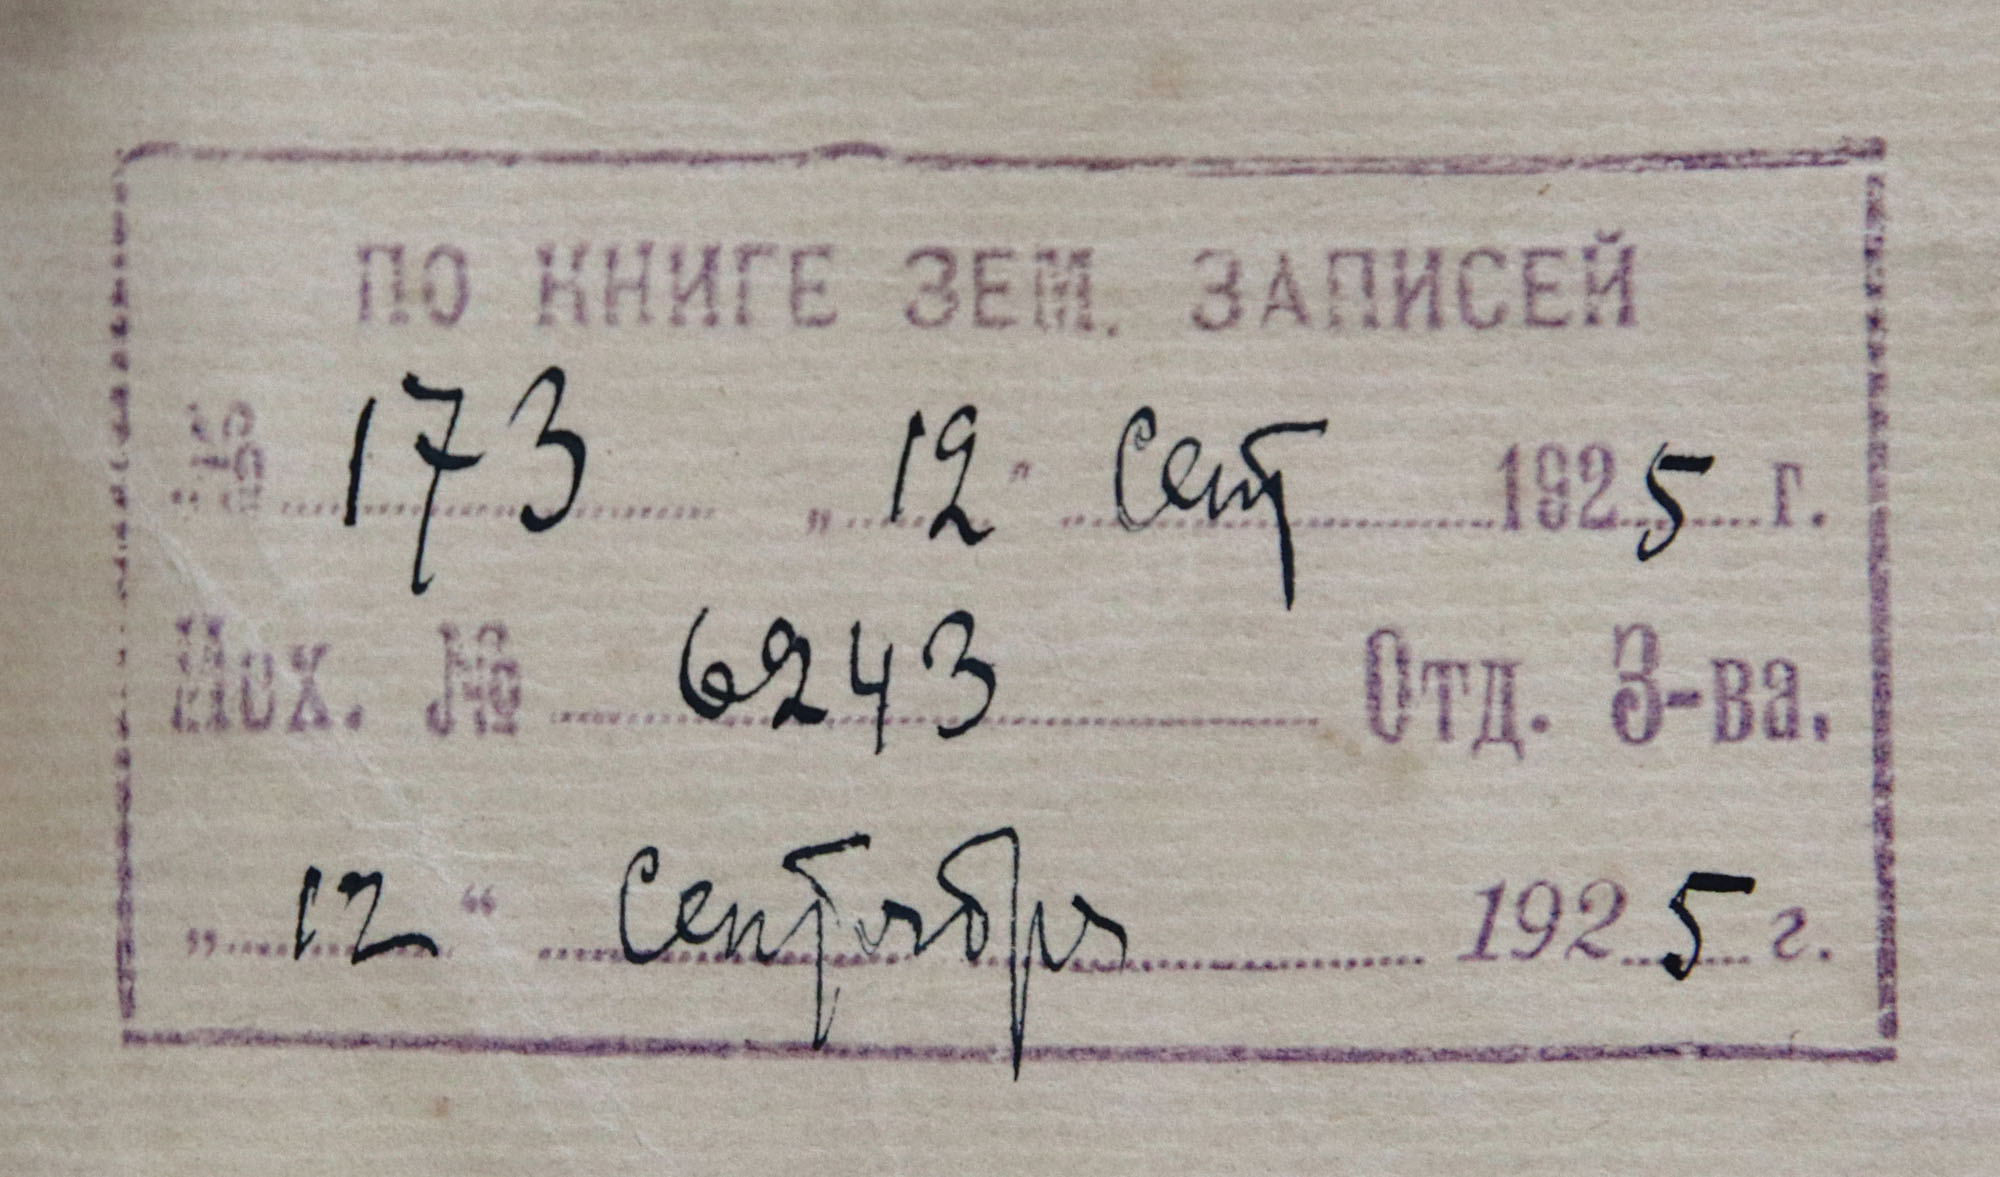 ПО КНИГЕ ЗЕМ. ЗАПИСЕЙ
№ 173 „ 12 " Сент 1925 г.
Исх. № 6243 Отд. З-ва.
„ 12 “ Сентября 1925 г.